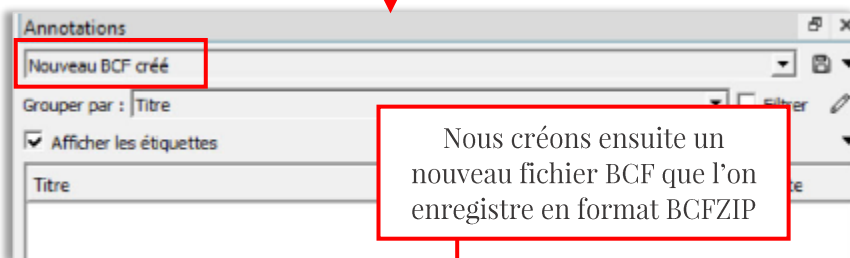 Annotations
Nouveau BCF créé
Grouper par : Titre
Filtrer
Afficher les étiquettes
Titre
Nous créons ensuite un
nouveau fichier BCF que l'on
enregistre en format BCFZIP